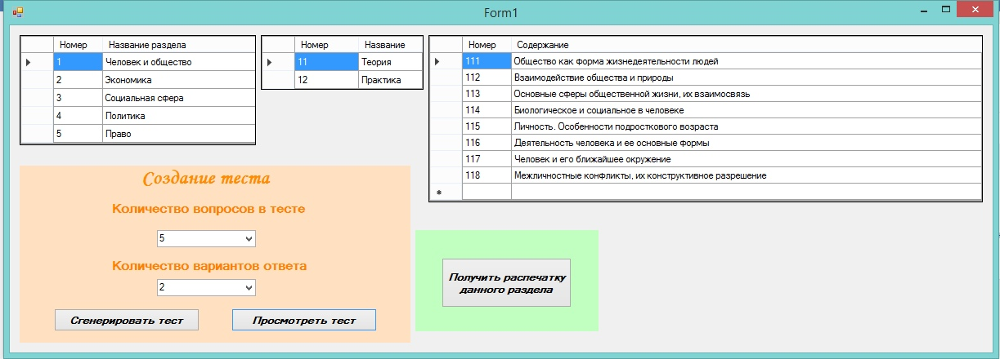 Form1
Номер Название раздела
1 Человек и общество
2 Экономика
3 Социальная сфера
4 Политика
5 Право
Номер Название
11 Теория
12 Практика
Номер Содержание
111 Общество как форма жизнедеятельности людей
112 Взаимодействие общества и природы
113 Основные сферы общественной жизни, их взаимосвязь
114 Биологическое и социальное в человеке
115 Личность. Особенности подросткового возраста
116 Деятельность человека и ее основные формы
117 Человек и его ближайшее окружение
118 Межличностные конфликты, их конструктивное разрешение
Создание теста
Количество вопросов в тесте
5
Количество вариантов ответа
2
Сгенерировать тест Просмотреть тест
Получить распечатку
данного раздела